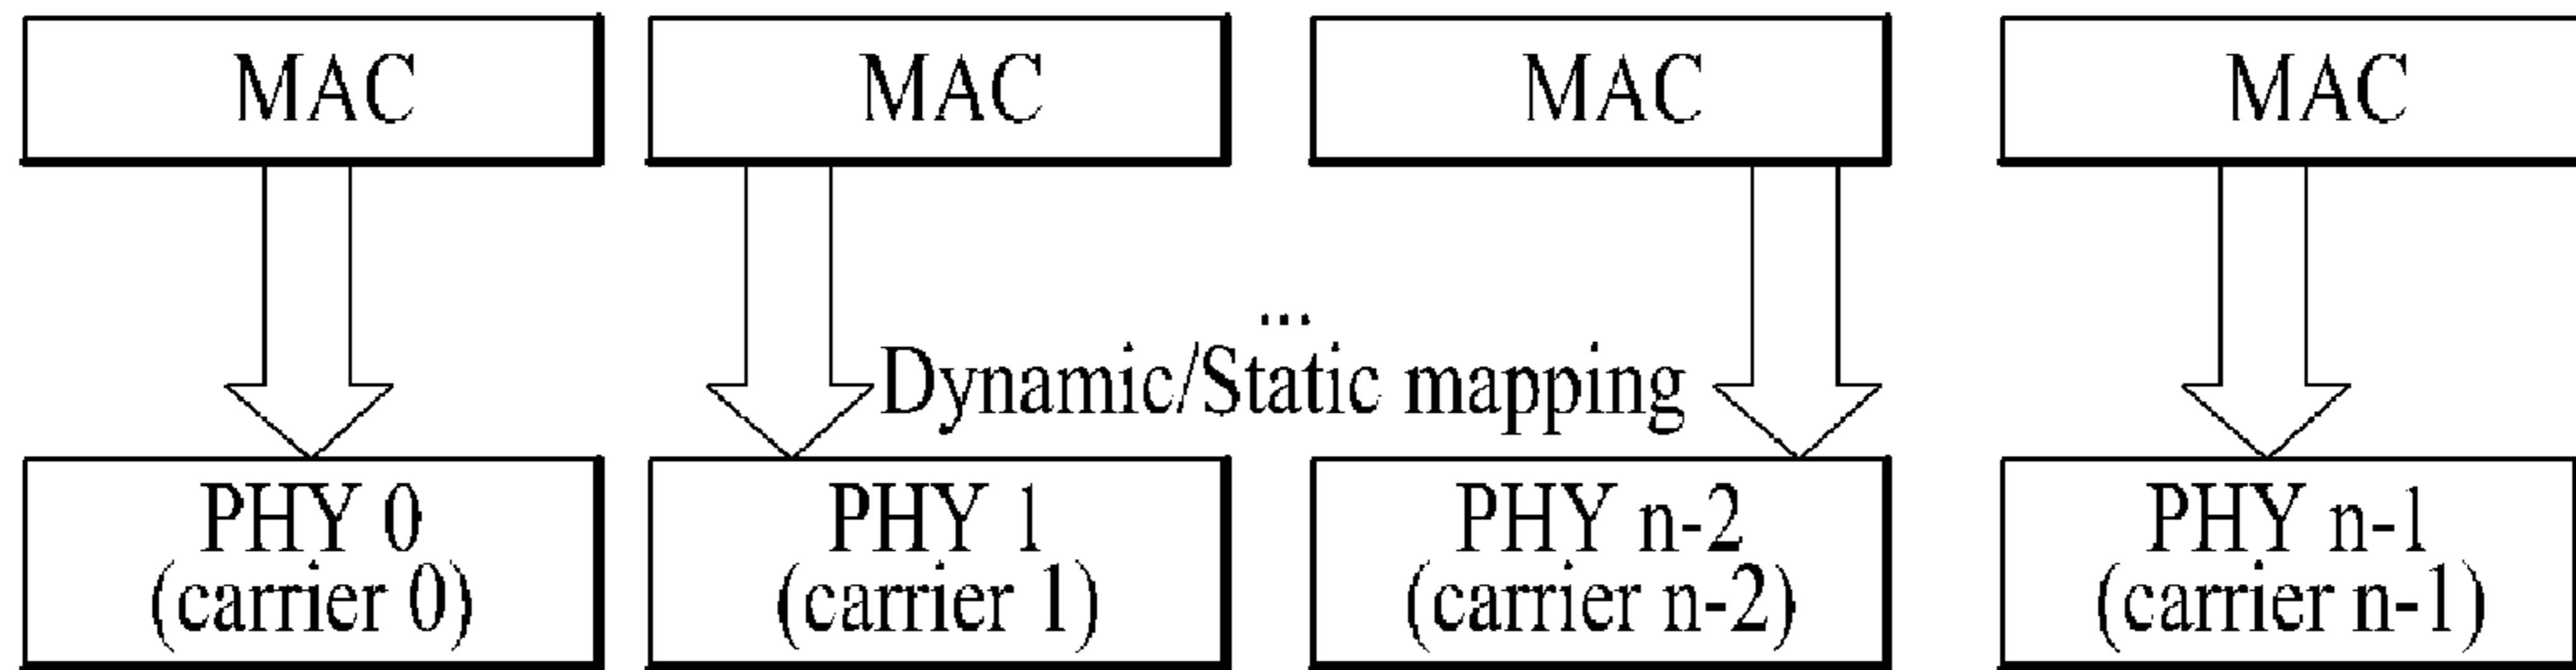 MAC
MAC
MAC
MAC
...
Dynamic/Static mapping
PHY 0
(carrier 0)
PHY 1
(carrier 1)
PHY n-2
(carrier n-2)
PHY n-1
(carrier n-1)